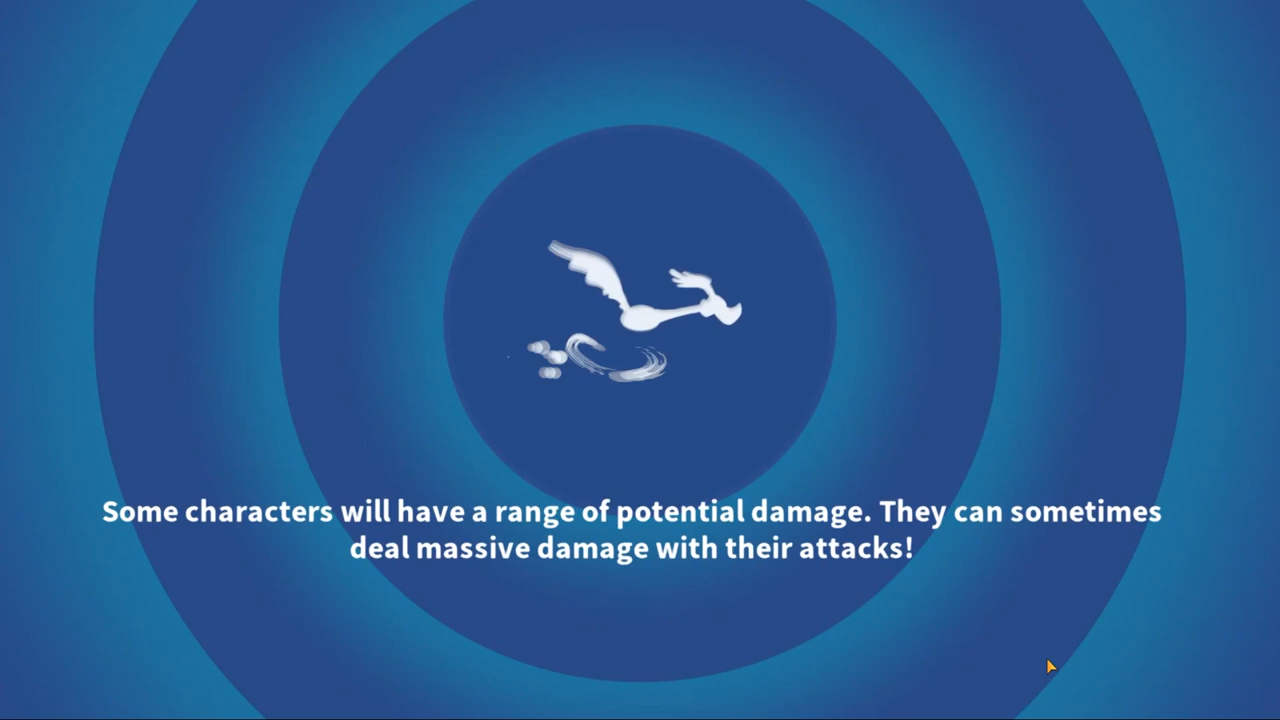 Some characters will have a range of potential damage. They can sometimes
deal massive damage with their attacks!